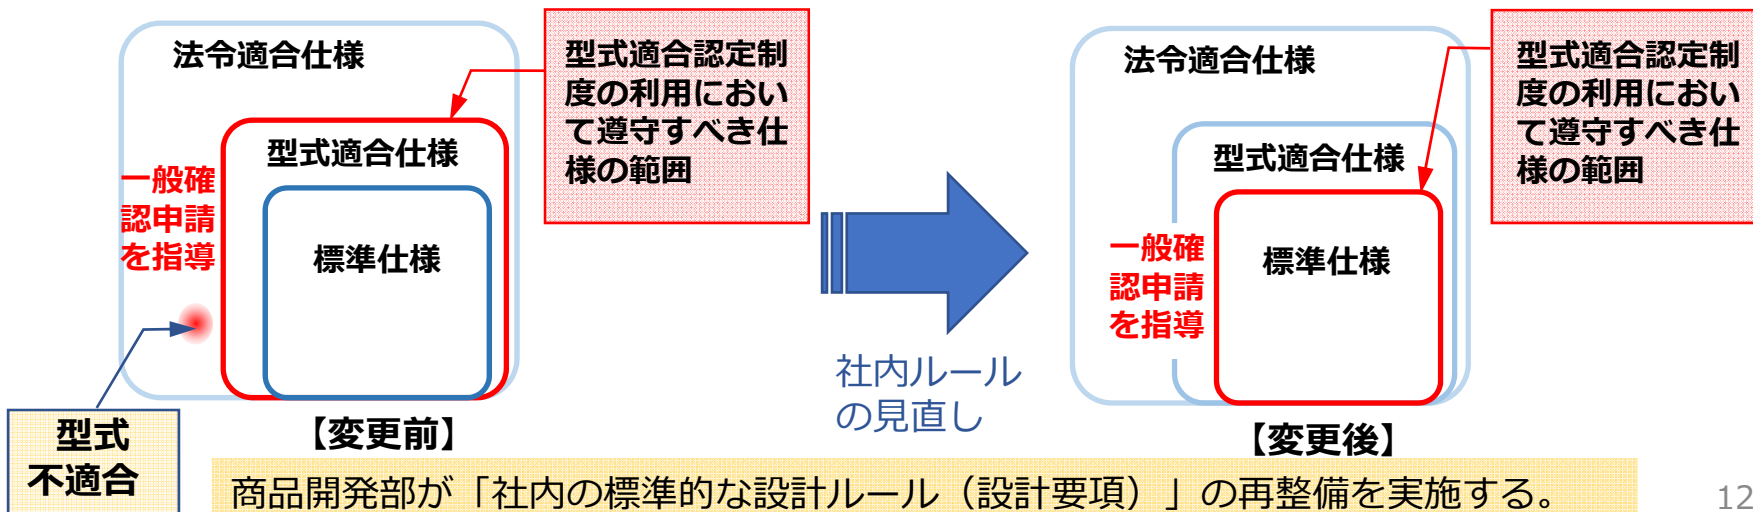 法令適合仕様
型式適合認定制
度の利用におい
て遵守すべき仕
様の範囲
型式適合仕様
一般確
認申請
を指導
標準仕様
型式
不適合
【変更前】
社内ルール
の見直し
法令適合仕様
型式適合認定制
度の利用におい
て遵守すべき仕
様の範囲
型式適合仕様
一般確
認申請
を指導
標準仕様
【変更後】
商品開発部が「社内の標準的な設計ルール（設計要項）」の再整備を実施する。
12